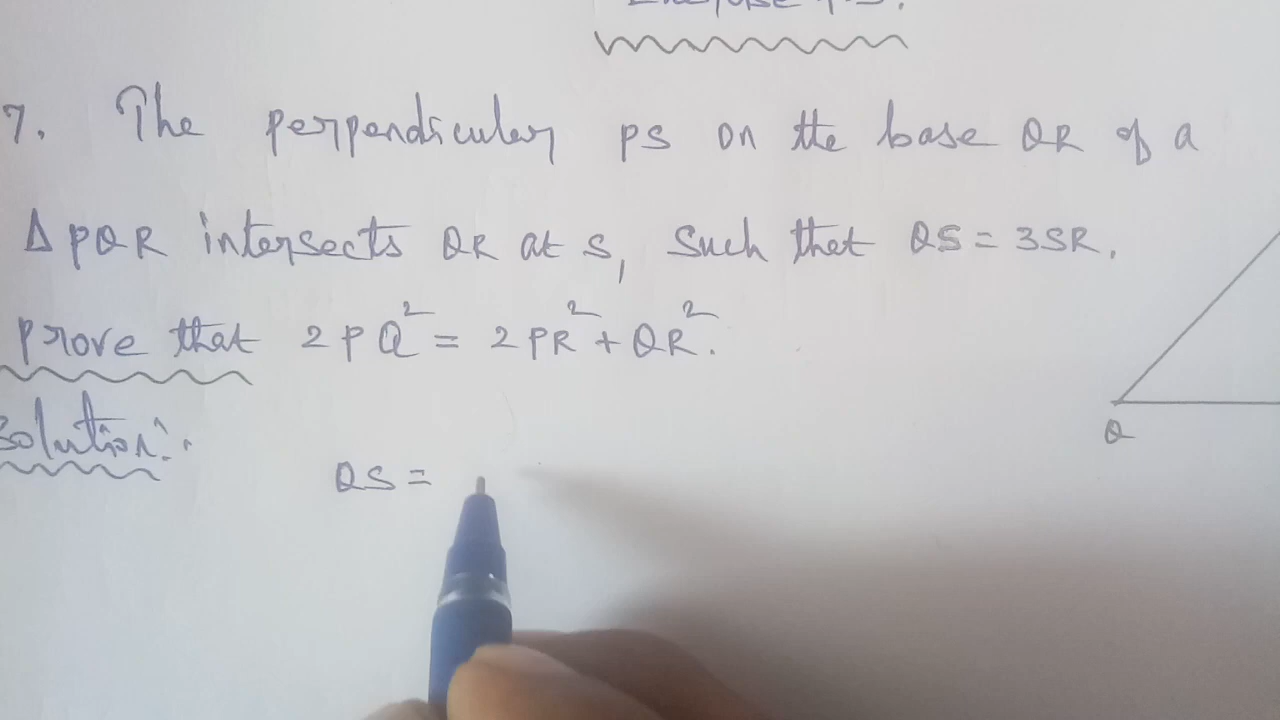 7. The perpendicular PS on the base QR of a
Δ PQR intersects QR at S, Such that QS = 3SR.
prove that 2PQ² = 2PR² + QR².
Solution:.
QS =
Q